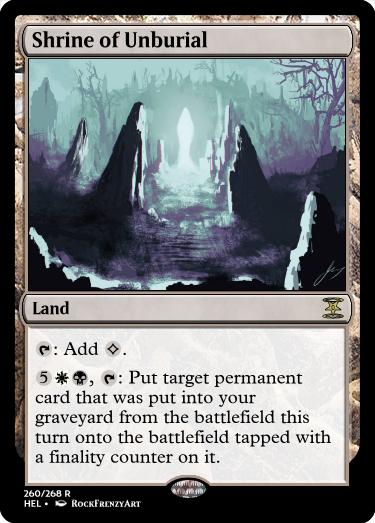 Shrine of Unburial
Land
: Add .
5, : Put target permanent
card that was put into your
graveyard from the battlefield this
turn onto the battlefield tapped with
a finality counter on it.
260/268 R
HEL • RockFrenzyArt